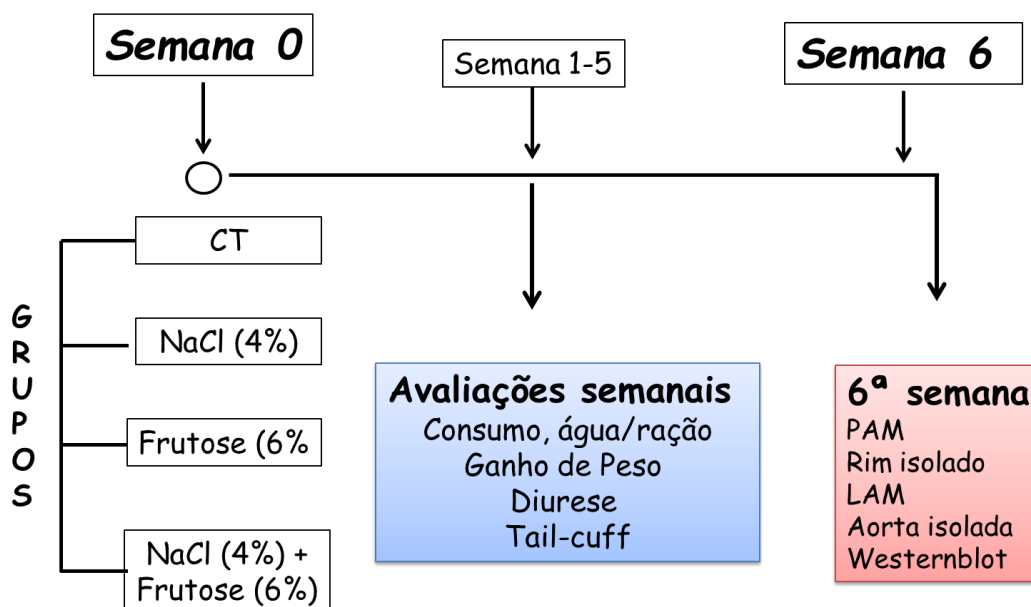 Semana 0
Semana 1-5
Semana 6
GRUPOS
CT
NaCl (4%)
Frutose (6%
NaCl (4%) +
Frutose (6%)
Avaliações semanais
Consumo, água/ração
Ganho de Peso
Diurese
Tail-cuff
6ª semana
PAM
Rim isolado
LAM
Aorta isolada
Westernblot